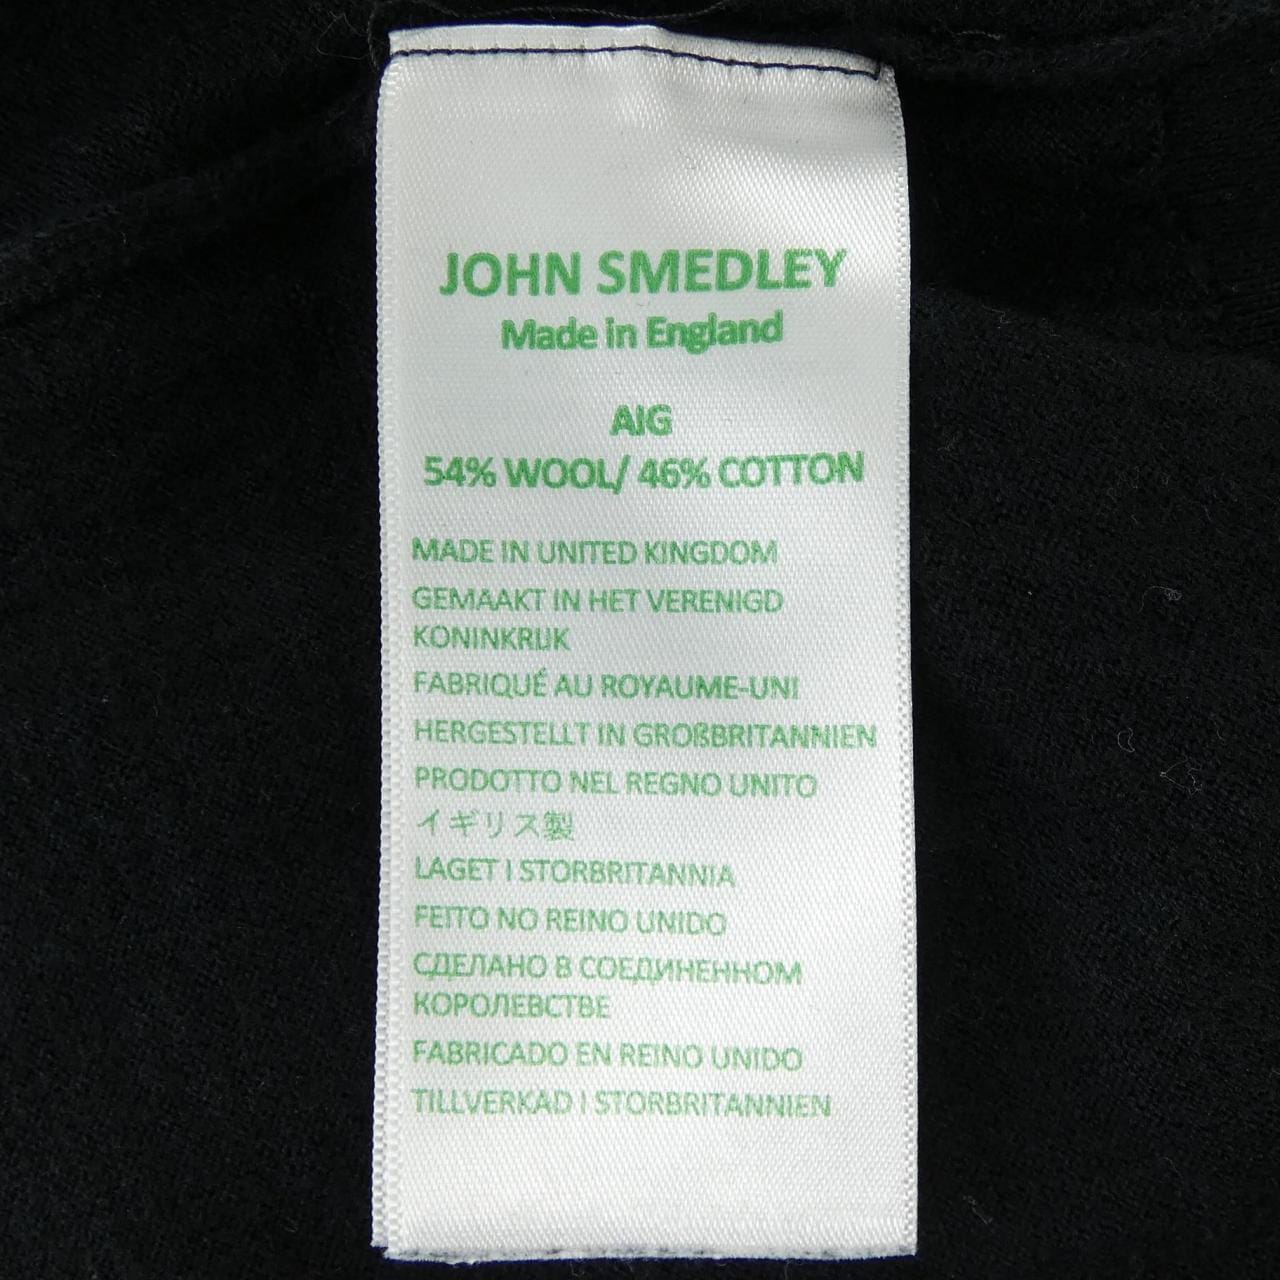 JOHN SMEDLEY
Made in England
AIG
54% WOOL/ 46% COTTON
MADE IN UNITED KINGDOM
GEMAAKT IN HET VERENIGD
KONINKRIJK
FABRIQUÉ AU ROYAUME-UNI
HERGESTELLT IN GROßBRITANNIEN
PRODOTTO NEL REGNO UNITO
イギリス製
LAGET I STORBRITANNIA
FEITO NO REINO UNIDO
СДЕЛАНО В СОЕДИНЕННОМ
КОРОЛЕВСТВЕ
FABRICADO EN REINO UNIDO
TILLVERKAD I STORBRITANNIEN